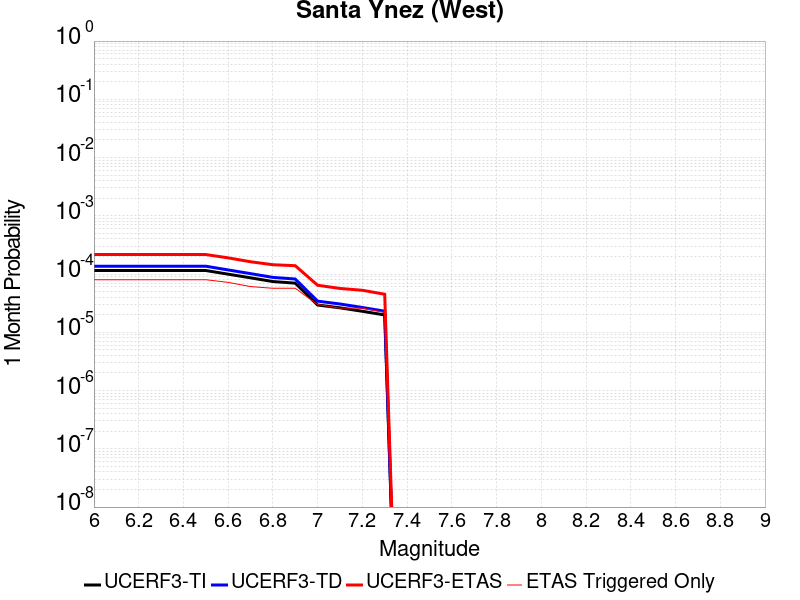 Santa Ynez (West)
10^0
10^-1
10^-2
10^-3
10^-4
10^-5
10^-6
10^-7
10^-8
1 Month Probability
6 6.2 6.4 6.6 6.8 7 7.2 7.4 7.6 7.8 8 8.2 8.4 8.6 8.8 9
Magnitude
UCERF3-TI UCERF3-TD UCERF3-ETAS ETAS Triggered Only